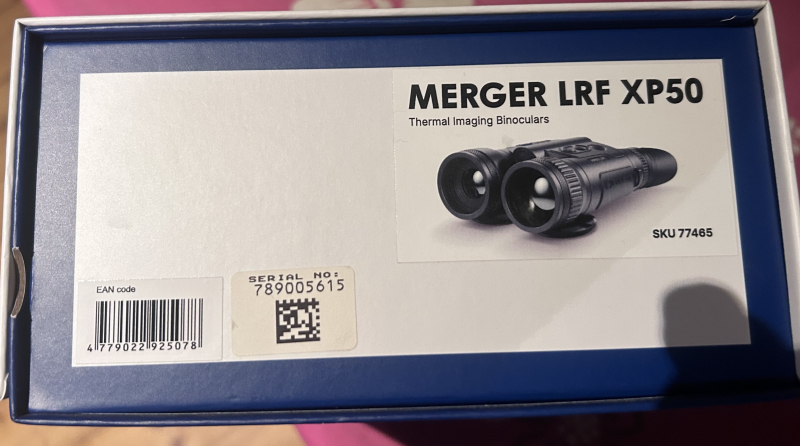 MERGER LRF XP50
Thermal Imaging Binoculars
SKU 77465
EAN code
4 779022 925078
SERIAL NO:
789005615